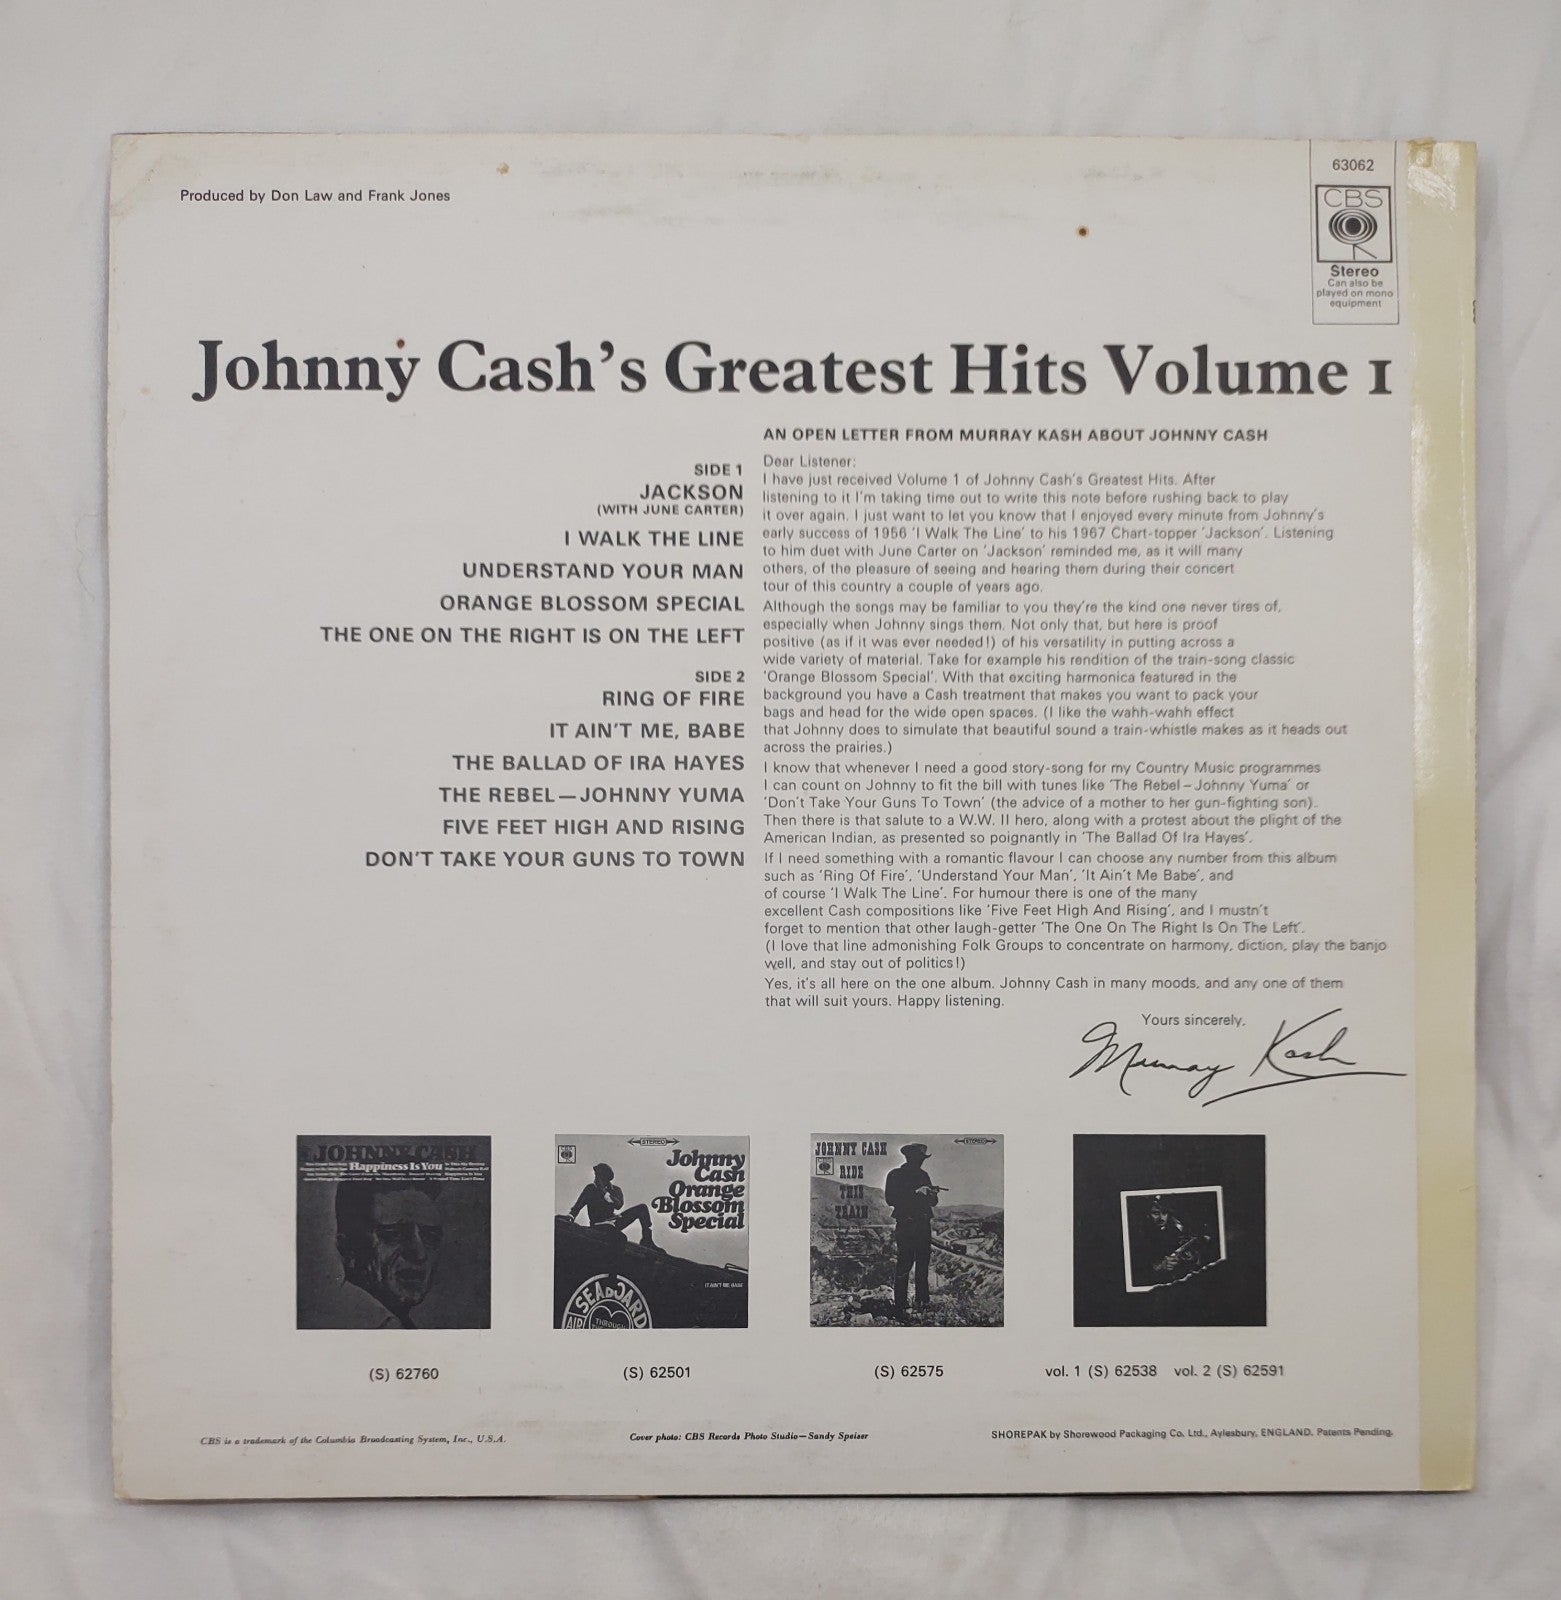 Produced by Don Law and Frank Jones
63062
CBS
Stereo
Can also be
played on mono
equipment
Johnny Cash's Greatest Hits Volume 1
SIDE 1
JACKSON
(WITH JUNE CARTER)
I WALK THE LINE
UNDERSTAND YOUR MAN
ORANGE BLOSSOM SPECIAL
THE ONE ON THE RIGHT IS ON THE LEFT
SIDE 2
RING OF FIRE
IT AIN'T ME, BABE
THE BALLAD OF IRA HAYES
THE REBEL—JOHNNY YUMA
FIVE FEET HIGH AND RISING
DON'T TAKE YOUR GUNS TO TOWN
AN OPEN LETTER FROM MURRAY KASH ABOUT JOHNNY CASH
Dear Listener:
I have just received Volume 1 of Johnny Cash's Greatest Hits. After
listening to it I'm taking time out to write this note before rushing back to play
it over again. I just want to let you know that I enjoyed every minute from Johnny's
early success of 1956 'I Walk The Line' to his 1967 Chart-topper 'Jackson'. Listening
to him duet with June Carter on 'Jackson' reminded me, as it will many
others, of the pleasure of seeing and hearing them during their concert
tour of this country a couple of years ago.
Although the songs may be familiar to you they're the kind one never tires of,
especially when Johnny sings them. Not only that, but here is proof
positive (as if it was ever needed!) of his versatility in putting across a
wide variety of material. Take for example his rendition of the train-song classic
'Orange Blossom Special'. With that exciting harmonica featured in the
background you have a Cash treatment that makes you want to pack your
bags and head for the wide open spaces. (I like the wahh-wahh effect
that Johnny does to simulate that beautiful sound a train-whistle makes as it heads out
across the prairies.)
I know that whenever I need a good story-song for my Country Music programmes
I can count on Johnny to fit the bill with tunes like 'The Rebel – Johnny Yuma' or
'Don't Take Your Guns To Town' (the advice of a mother to her gun-fighting son).
Then there is that salute to a W.W. II hero, along with a protest about the plight of the
American Indian, as presented so poignantly in 'The Ballad Of Ira Hayes'.
If I need something with a romantic flavour I can choose any number from this album
such as 'Ring Of Fire', 'Understand Your Man', 'It Ain't Me Babe', and
of course 'I Walk The Line'. For humour there is one of the many
excellent Cash compositions like 'Five Feet High And Rising', and I mustn't
forget to mention that other laugh-getter 'The One On The Right Is On The Left'.
(I love that line admonishing Folk Groups to concentrate on harmony, diction, play the banjo
well, and stay out of politics!)
Yes, it's all here on the one album. Johnny Cash in many moods, and any one of them
that will suit yours. Happy listening.
Yours sincerely,
Murray Kash
JOHNNY CASH
Happiness Is You
STEREO
Johnny
Cash
Orange
Blossom
Special
IT AIN'T ME BABE
SEABOARD
AIR
THROUGH
STEREO
JOHNNY CASH
RIDE
THIS
TRAIN
(S) 62760
(S) 62501
(S) 62575
vol. 1 (S) 62538 vol. 2 (S) 62591
CBS is a trademark of the Columbia Broadcasting System, Inc., U.S.A.
Cover photo: CBS Records Photo Studio—Sandy Speiser
SHOREPAK by Shorewood Packaging Co. Ltd., Aylesbury, ENGLAND. Patents Pending.